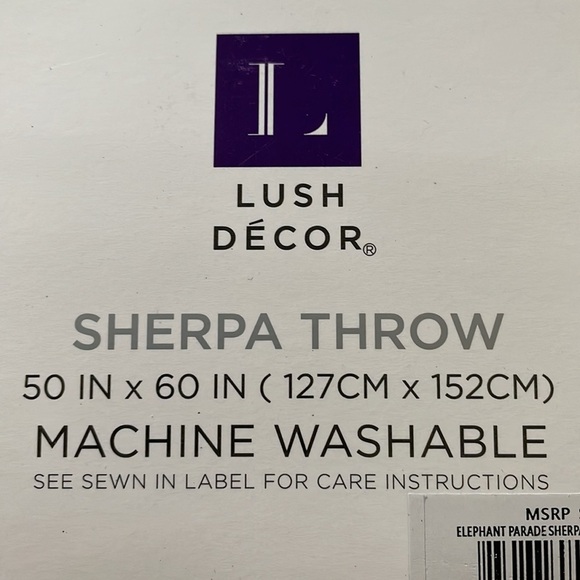 L
LUSH
DÉCOR®
SHERPA THROW
50 IN x 60 IN ( 127CM x 152CM)
MACHINE WASHABLE
SEE SEWN IN LABEL FOR CARE INSTRUCTIONS
MSRP
ELEPHANT PARADE SHERPA